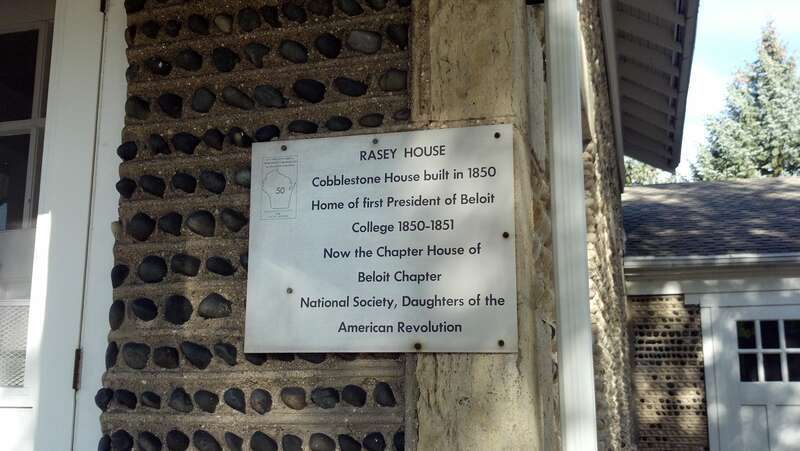 RASEY HOUSE
Cobblestone House built in 1850
Home of first President of Beloit
College 1850-1851
Now the Chapter House of
Beloit Chapter
National Society, Daughters of the
American Revolution
50